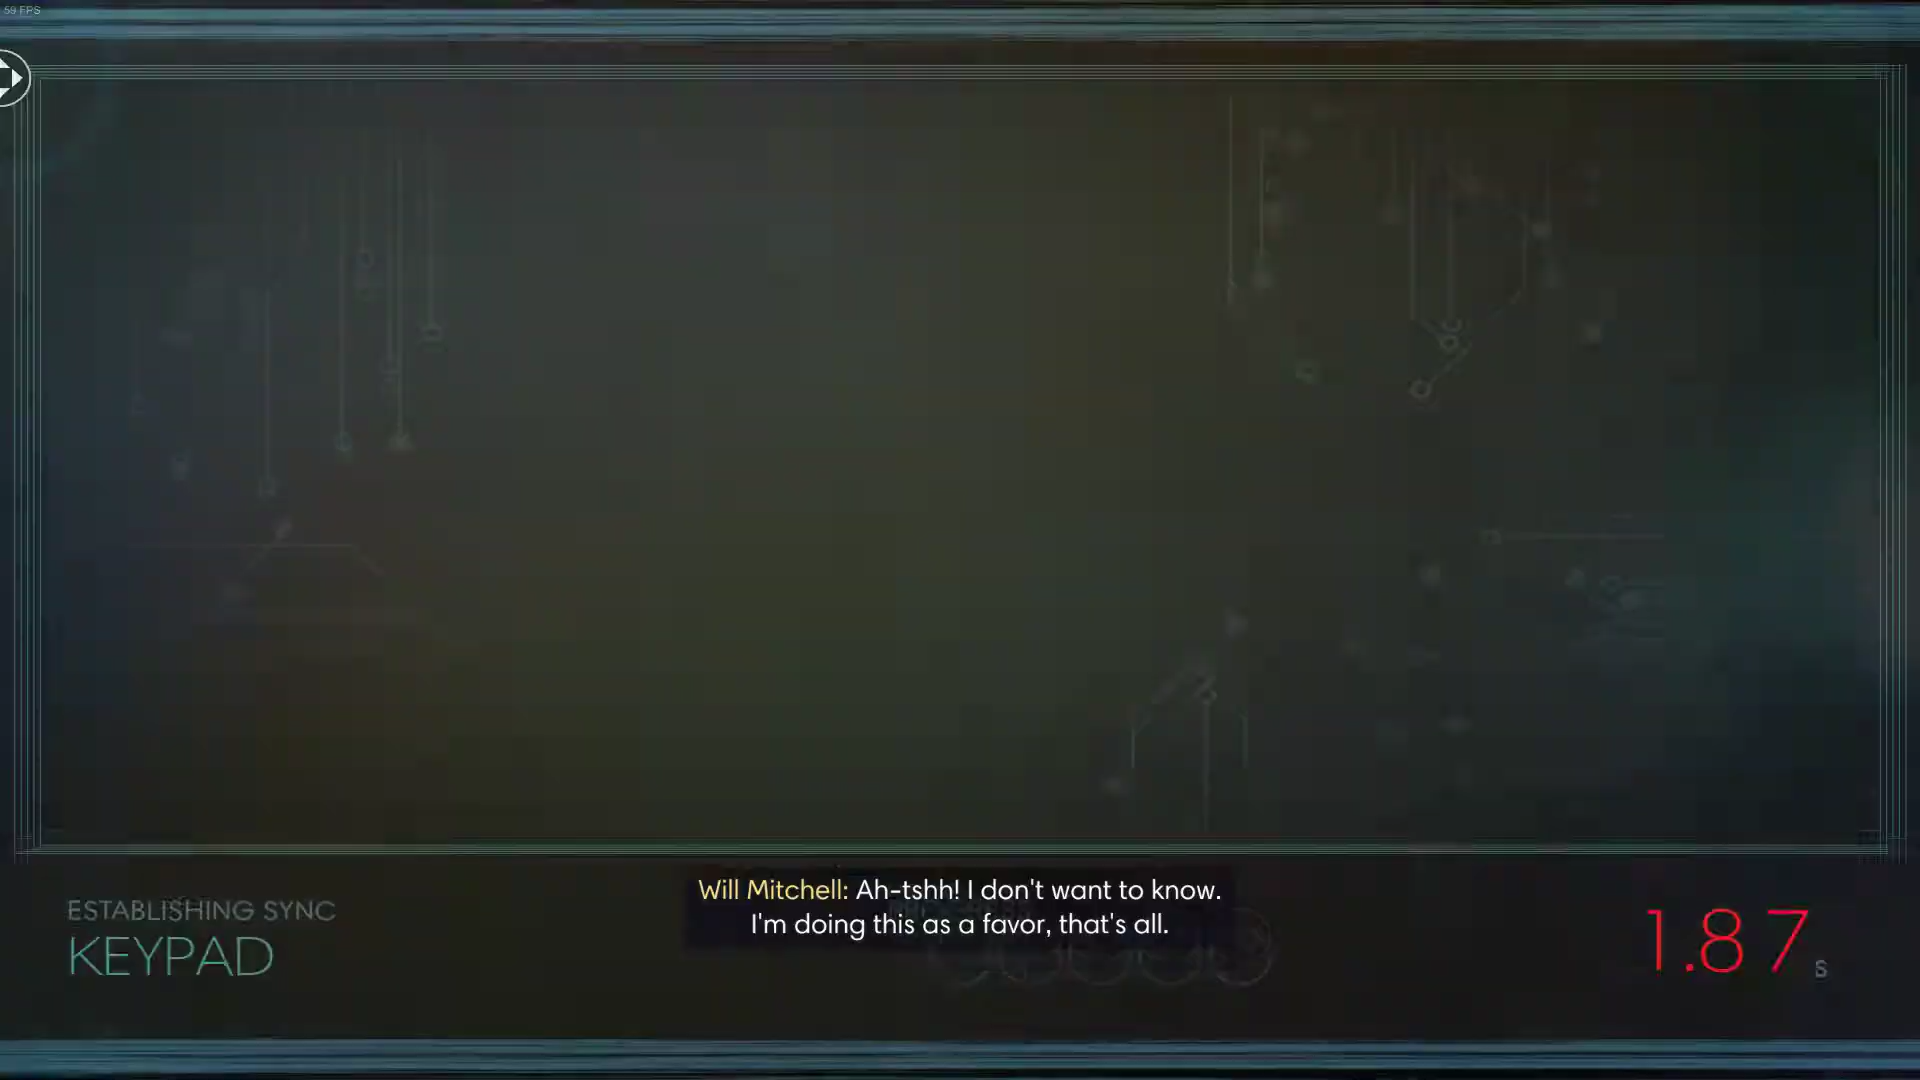 59 FPS
Will Mitchell: Ah-tshh! I don't want to know.
I'm doing this as a favor, that's all.
ESTABLISHING SYNC
KEYPAD
1.87 s